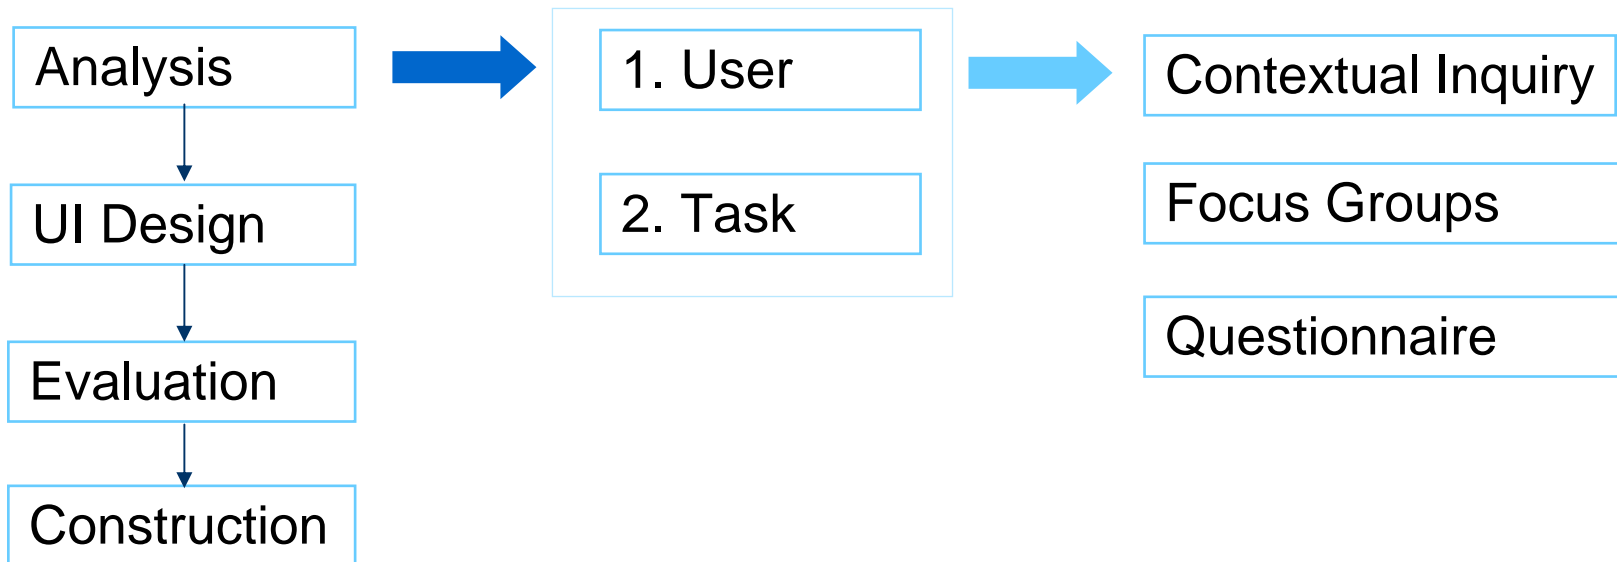 Analysis
UI Design
Evaluation
Construction
1. User
2. Task
Contextual Inquiry
Focus Groups
Questionnaire